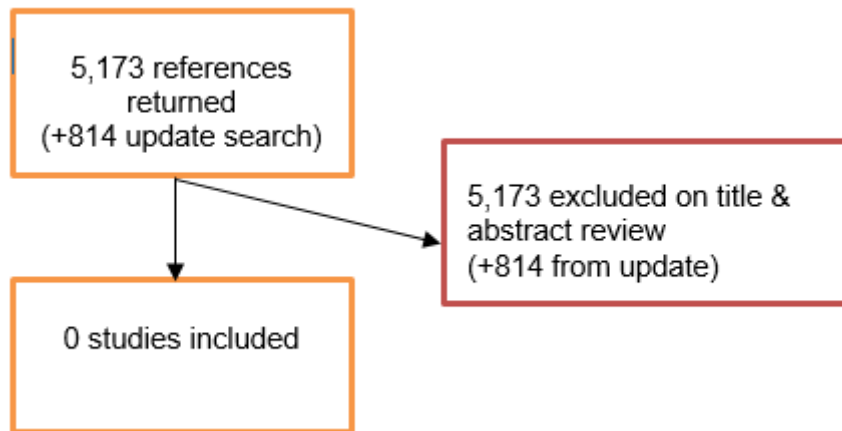 5,173 references
returned
(+814 update search)
5,173 excluded on title &
abstract review
(+814 from update)
0 studies included